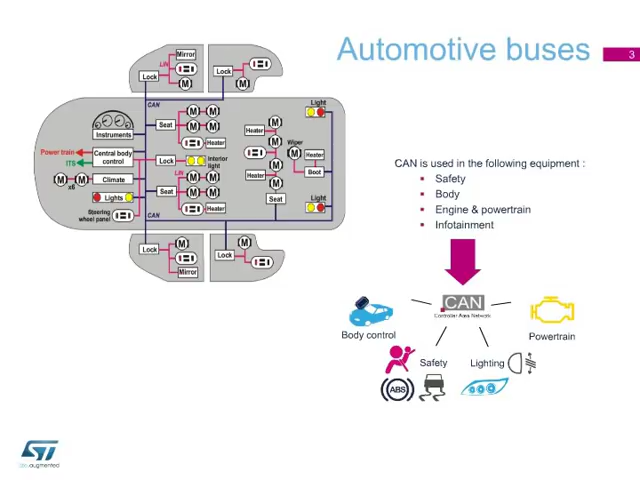 Automotive buses
3
Mirror
LIN
Lock
M
Lock
M
CAN
Light
Instruments
Seat
M M
M M
Heater
M
Heater
M
Wiper
M
Heater
Boot
Power train
ITS
Central body
control
Lock
Interior
light
M M
x6
Climate
LIN
M M
Seat
M M
Heater
Heater
M
Seat
Lights
Light
Steering
wheel panel
CAN
Lock
M
Mirror
Lock
M
CAN is used in the following equipment :
Safety
Body
Engine & powertrain
Infotainment
CAN
Controller Area Network
Body control
Powertrain
Safety
Lighting
ABS
ST
life.augmented